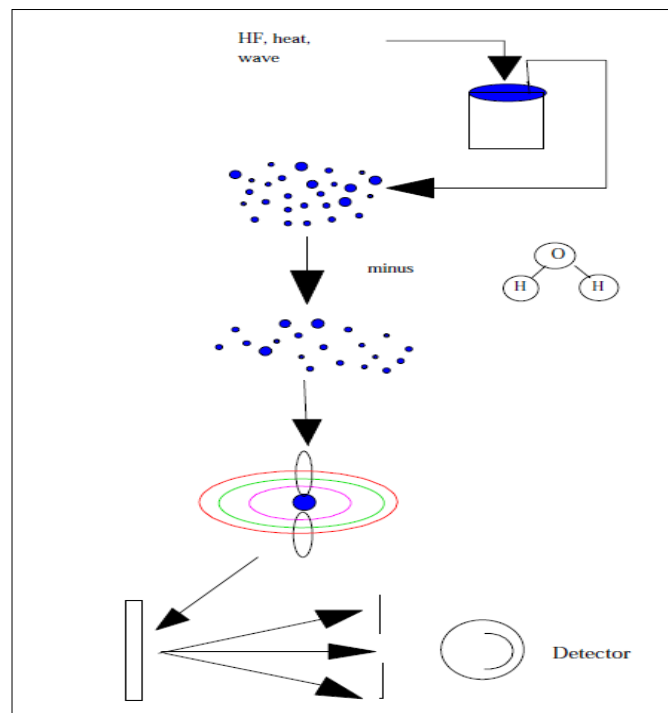 HF, heat,
wave
minus
O
H
H
Detector